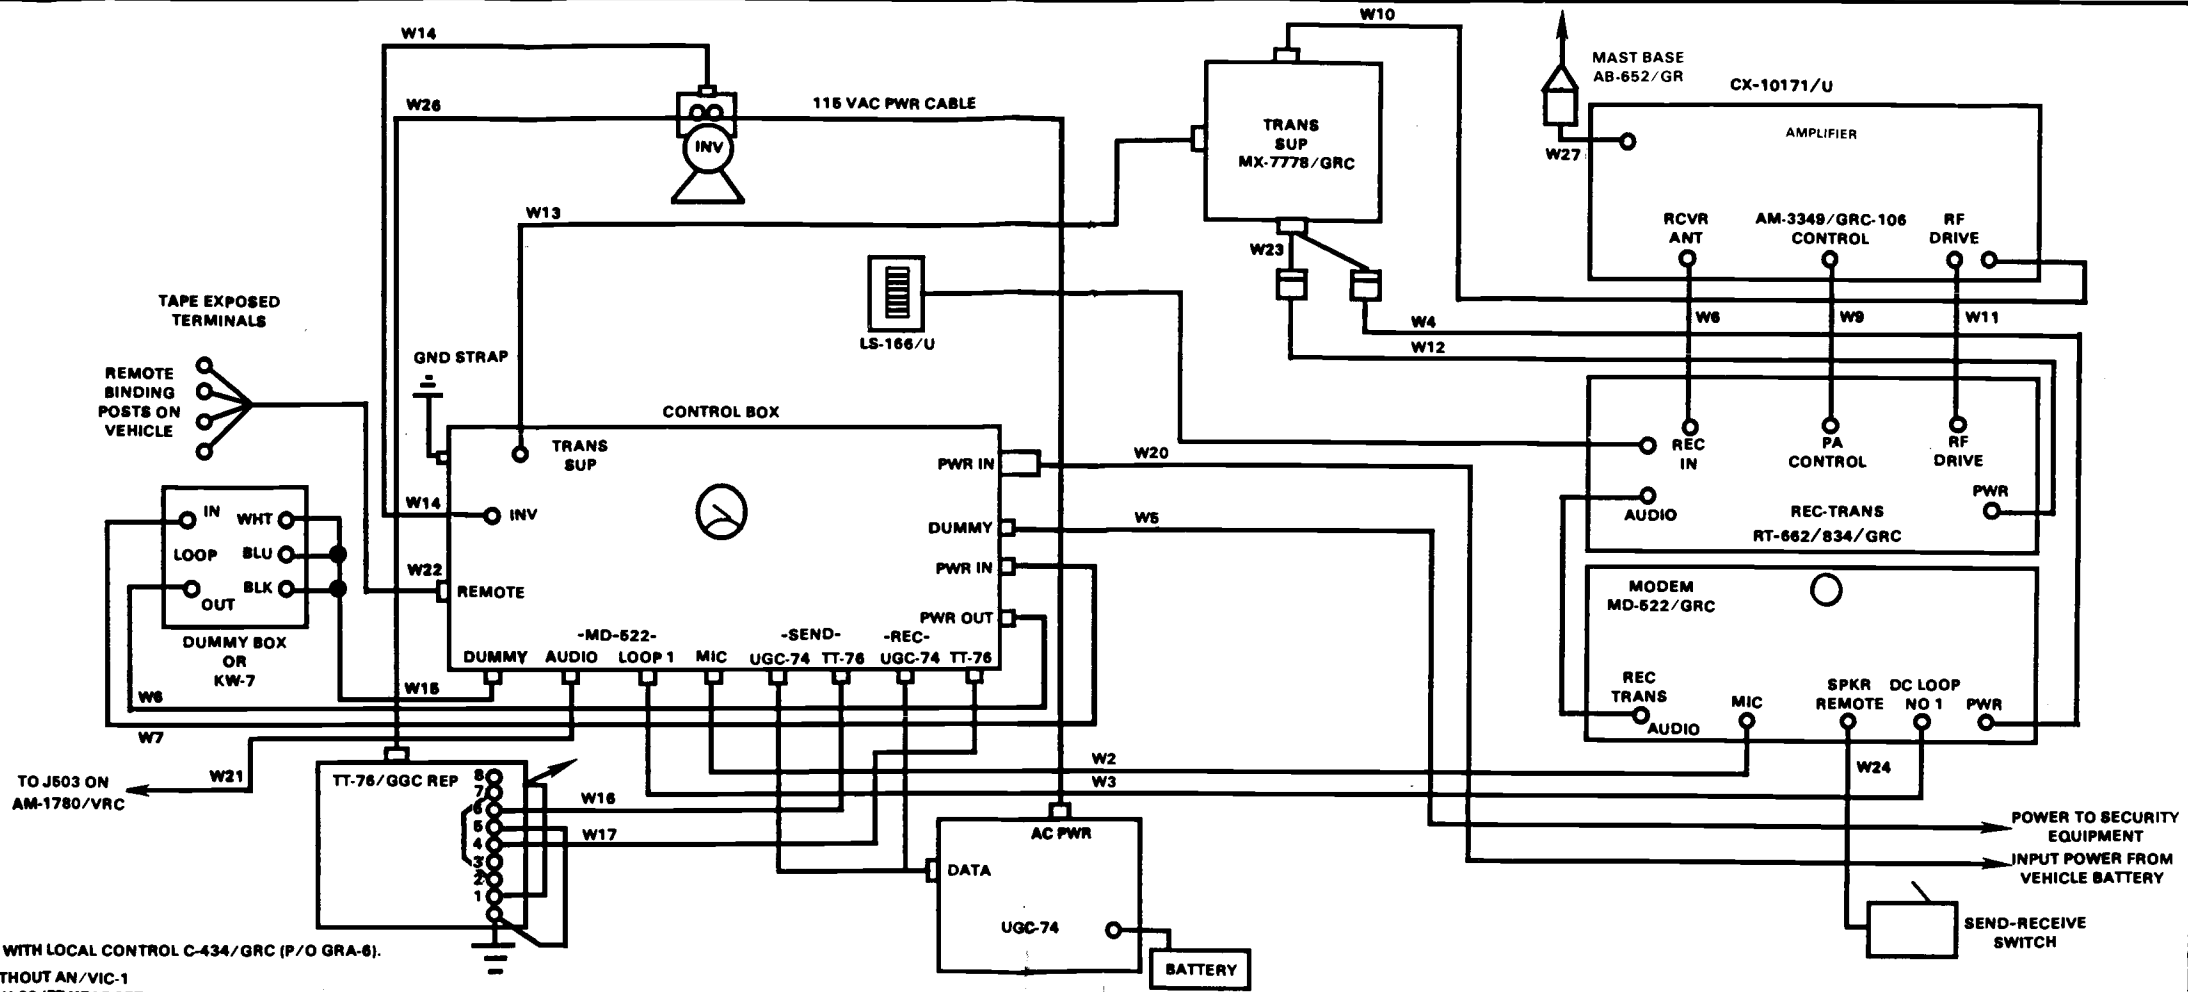 W10
W14
MAST BASE
AB-652/GR
CX-10171/U
W26
115 VAC PWR CABLE
AMPLIFIER
TRANS
SUP
MX-7778/GRC
INV
W27
W13
RCVR
ANT
AM-3349/GRC-106
CONTROL
RF
DRIVE
W23
TAPE EXPOSED
TERMINALS
W6
W9
W11
W4
W12
LS-166/U
GND STRAP
REMOTE
BINDING
POSTS ON
VEHICLE
CONTROL BOX
TRANS
SUP
PWR IN
W20
REC
IN
PA
CONTROL
RF
DRIVE
PWR
W14
INV
AUDIO
REC-TRANS
RT-662/834/GRC
IN
WHT
LOOP
BLU
BLK
OUT
DUMMY
W5
PWR IN
W22
REMOTE
PWR OUT
MODEM
MD-522/GRC
DUMMY BOX
OR
KW-7
-MD-522-
-SEND-
-REC-
DUMMY
AUDIO
LOOP 1
MIC
UGC-74
TT-76
UGC-74
TT-76
W15
W6
W7
REC
TRANS
AUDIO
MIC
SPKR
REMOTE
DC LOOP
NO 1
PWR
W2
W3
W24
TO J503 ON
AM-1780/VRC
W21
TT-76/GGC REP
8
7
6
5
4
3
2
1
W16
W17
AC PWR
DATA
UGC-74
BATTERY
POWER TO SECURITY
EQUIPMENT
INPUT POWER FROM
VEHICLE BATTERY
SEND-RECEIVE
SWITCH
WITH LOCAL CONTROL C-434/GRC (P/O GRA-6).
THOUT AN/VIC-1